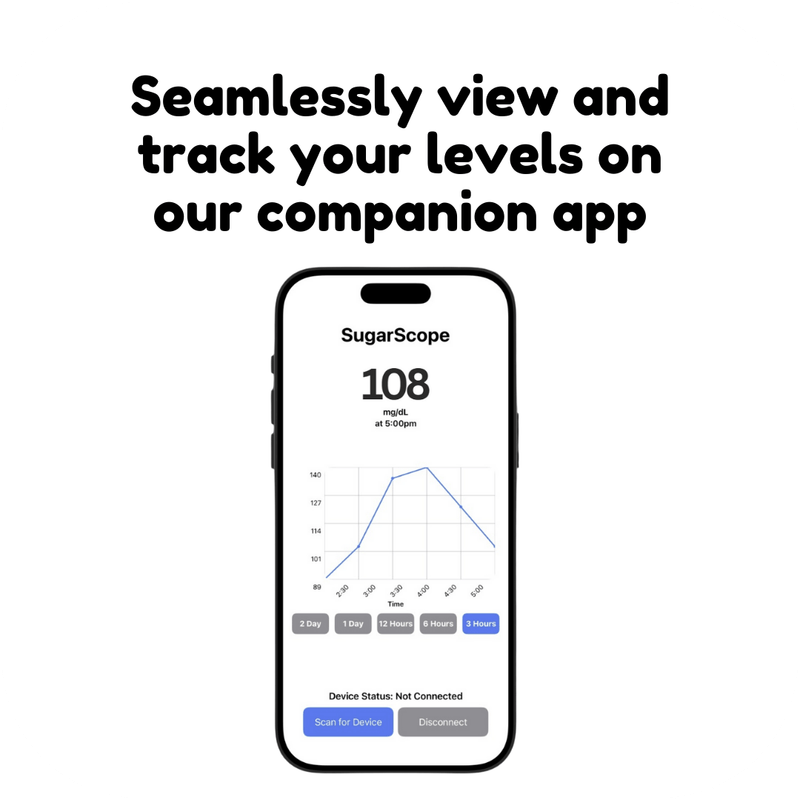 Seamlessly view and
track your levels on
our companion app
SugarScope
108
mg/dL
at 5:00pm
140
127
114
101
89
2:30 3:00 3:30 4:00 4:30 5:00
Time
2 Day 1 Day 12 Hours 6 Hours 3 Hours
Device Status: Not Connected
Scan for Device Disconnect